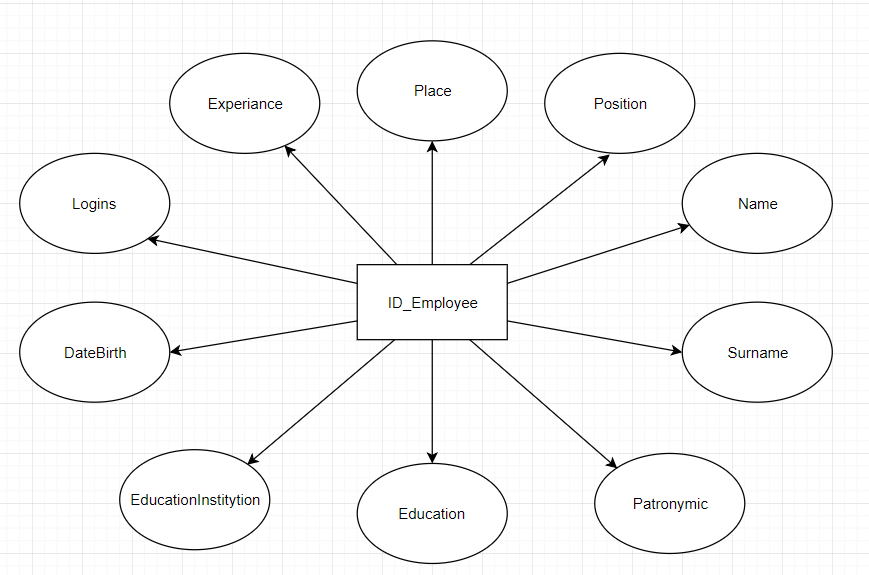 Place
Experiance
Position
Logins
Name
ID_Employee
DateBirth
Surname
EducationInstitytion
Education
Patronymic